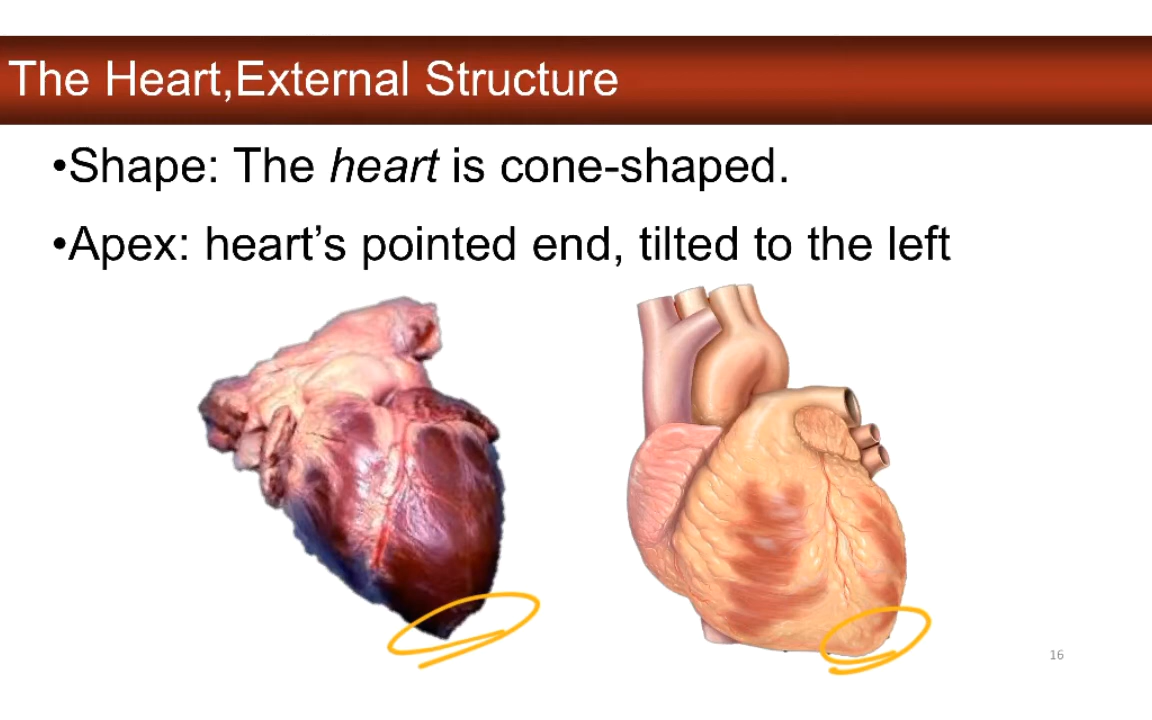 The Heart,External Structure
•Shape: The heart is cone-shaped.
•Apex: heart’s pointed end, tilted to the left
16